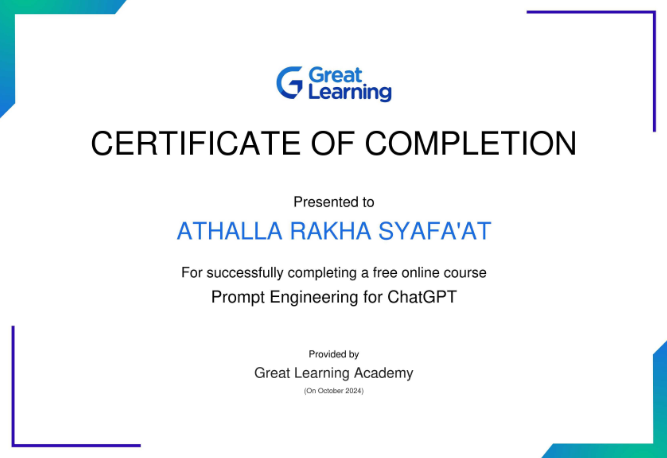 Great
Learning
CERTIFICATE OF COMPLETION
Presented to
ATHALLA RAKHA SYAFA'AT
For successfully completing a free online course
Prompt Engineering for ChatGPT
Provided by
Great Learning Academy
(On October 2024)